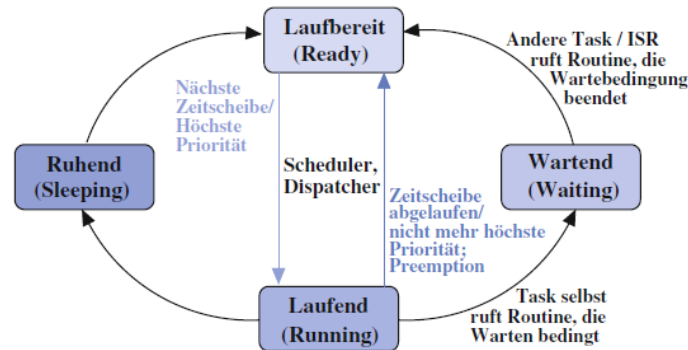 Laufbereit
(Ready)
Andere Task / ISR
ruft Routine, die
Wartebedingung
beendet
Nächste
Zeitscheibe/
Höchste
Priorität
Ruhend
(Sleeping)
Scheduler,
Dispatcher
Wartend
(Waiting)
Zeitscheibe
abgelaufen/
nicht mehr höchste
Priorität;
Preemption
Laufend
(Running)
Task selbst
ruft Routine, die
Warten bedingt